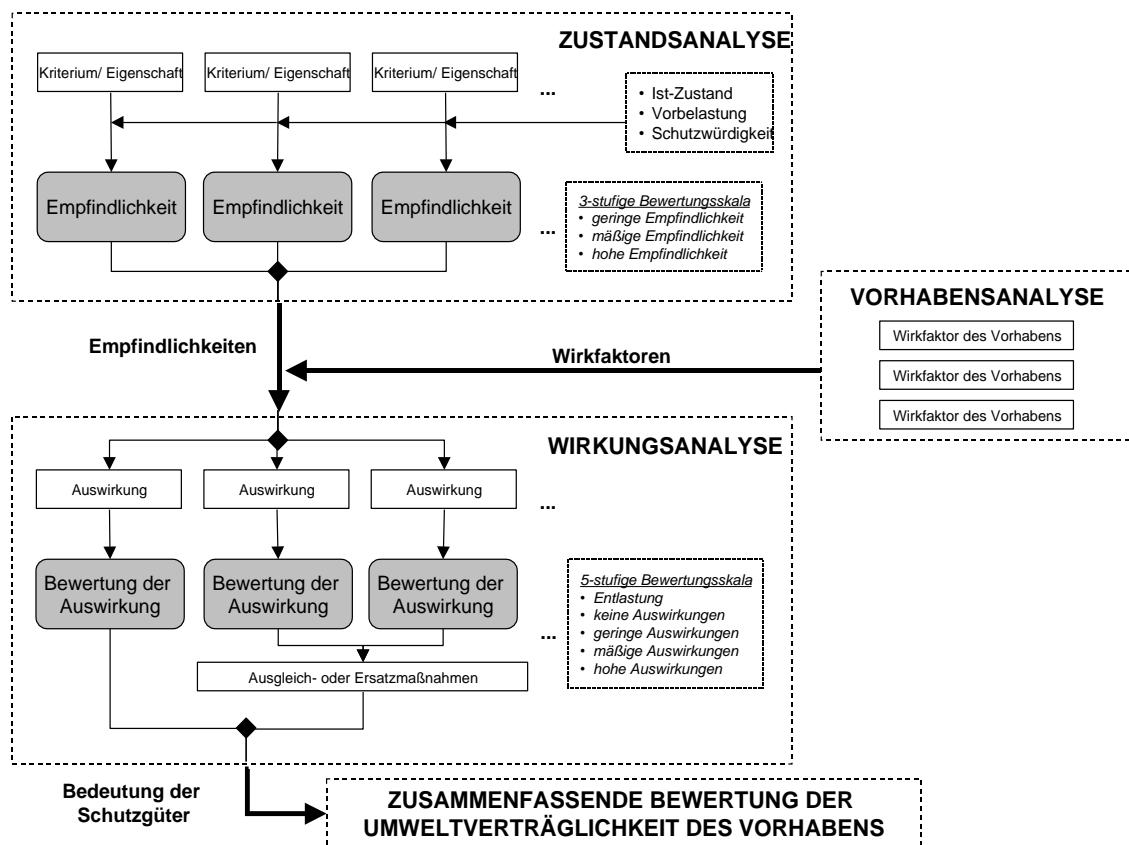 ZUSTANDSANALYSE
Kriterium/ Eigenschaft
Kriterium/ Eigenschaft
Kriterium/ Eigenschaft
...
• Ist-Zustand
• Vorbelastung
• Schutzwürdigkeit
Empfindlichkeit
Empfindlichkeit
Empfindlichkeit
...
3-stufige Bewertungsskala
• geringe Empfindlichkeit
• mäßige Empfindlichkeit
• hohe Empfindlichkeit
VORHABENSANALYSE
Wirkfaktor des Vorhabens
Wirkfaktor des Vorhabens
Wirkfaktor des Vorhabens
Empfindlichkeiten
Wirkfaktoren
WIRKUNGSANALYSE
Auswirkung
Auswirkung
Auswirkung
...
Bewertung der
Auswirkung
Bewertung der
Auswirkung
Bewertung der
Auswirkung
...
5-stufige Bewertungsskala
• Entlastung
• keine Auswirkungen
• geringe Auswirkungen
• mäßige Auswirkungen
• hohe Auswirkungen
Ausgleich- oder Ersatzmaßnahmen
Bedeutung der
Schutzgüter
ZUSAMMENFASSENDE BEWERTUNG DER
UMWELTVERTRÄGLICHKEIT DES VORHABENS